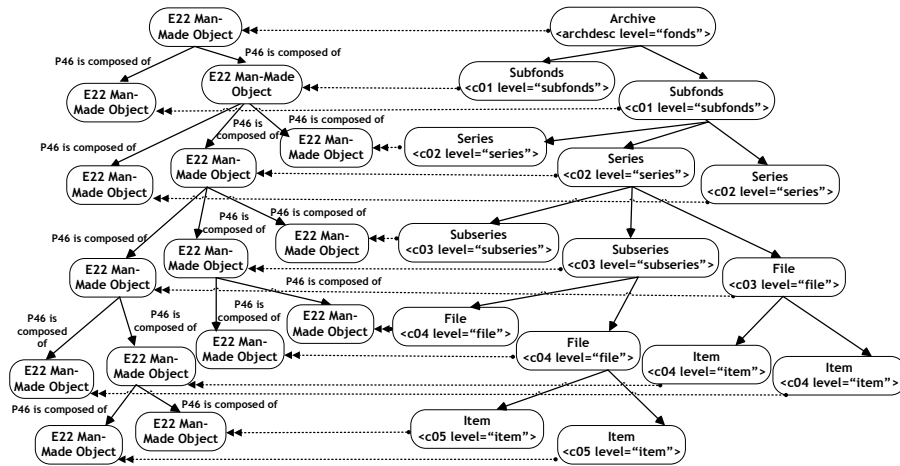 E22 Man-
Made Object
Archive
<archdesc level=“fonds”>
P46 is composed of
P46 is composed of
E22 Man-Made
Object
Subfonds
<c01 level=“subfonds”>
E22 Man-
Made Object
Subfonds
<c01 level=“subfonds”>
P46 is
composed of
P46 is composed of
P46 is composed of
E22 Man-
Made Object
Series
<c02 level=“series”>
E22 Man-
Made Object
Series
<c02 level=“series”>
E22 Man-
Made Object
Series
<c02 level=“series”>
P46 is
composed of
P46 is composed of
P46 is composed of
E22 Man-
Made Object
Subseries
<c03 level=“subseries”>
E22 Man-
Made Object
Subseries
<c03 level=“subseries”>
E22 Man-
Made Object
File
<c03 level=“file”>
P46 is composed of
P46 is
composed of
P46 is
composed of
P46 is
composed
of
E22 Man-
Made Object
File
<c04 level=“file”>
E22 Man-
Made Object
File
<c04 level=“file”>
E22 Man-
Made Object
Item
<c04 level=“item”>
E22 Man-
Made Object
Item
<c04 level=“item”>
P46 is composed of
P46 is composed of
E22 Man-
Made Object
Item
<c05 level=“item”>
E22 Man-
Made Object
Item
<c05 level=“item”>